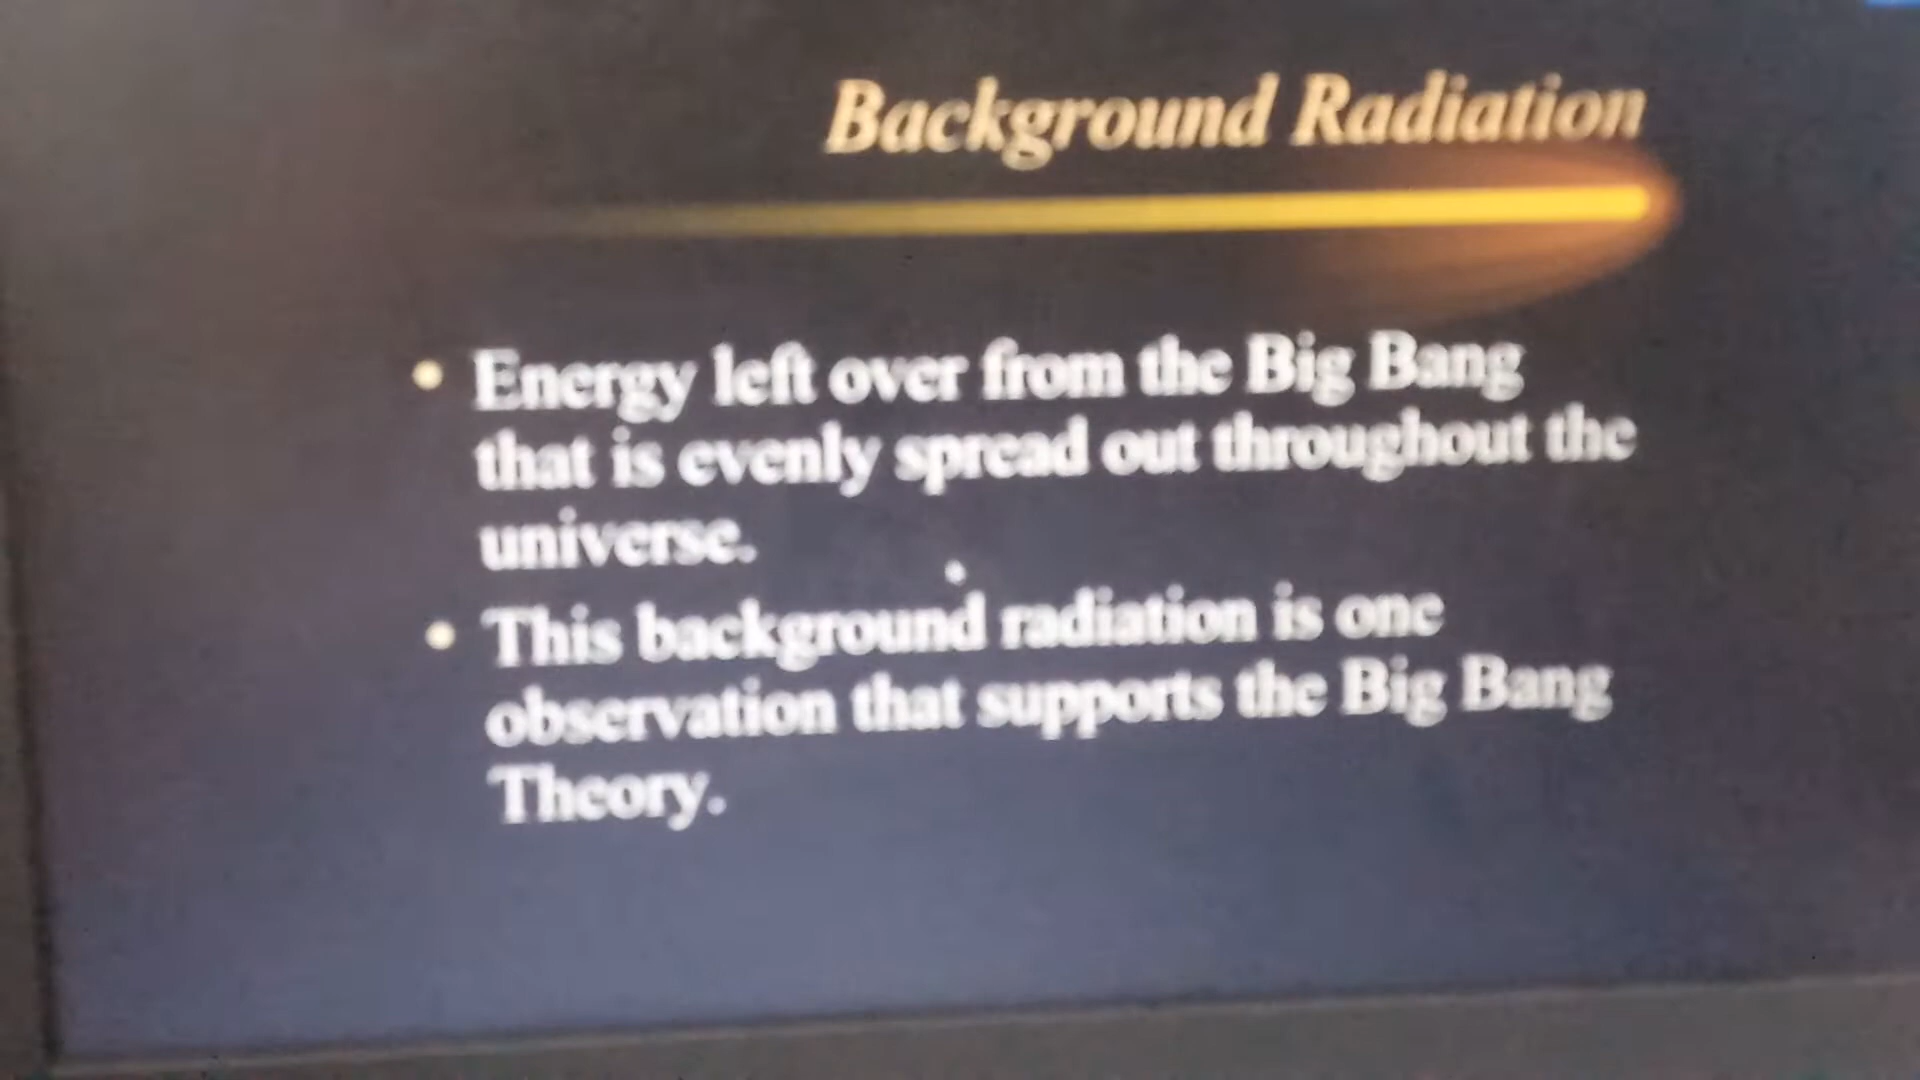 Background Radiation
• Energy left over from the Big Bang
that is evenly spread out throughout the
universe.
• This background radiation is one
observation that supports the Big Bang
Theory.